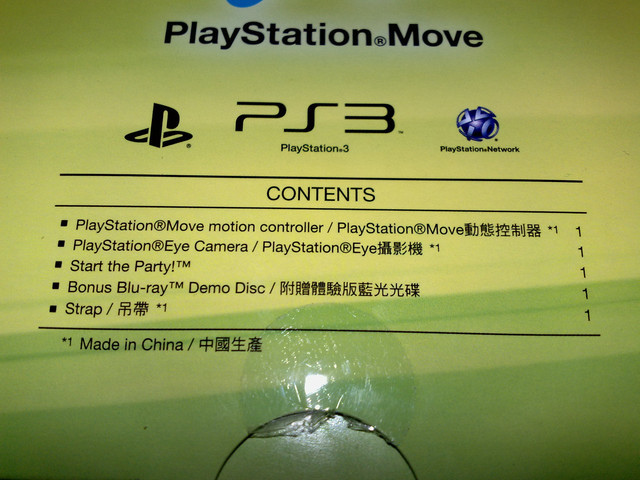 PlayStation®Move
PS3™
PlayStation®3
PlayStation®Network
CONTENTS
■ PlayStation®Move motion controller / PlayStation®Move動態控制器 *1 1
■ PlayStation®Eye Camera / PlayStation®Eye攝影機 *1 1
■ Start the Party!™ 1
■ Bonus Blu-ray™ Demo Disc / 附贈體驗版藍光光碟 1
■ Strap / 吊帶 *1 1
*1 Made in China / 中國生產